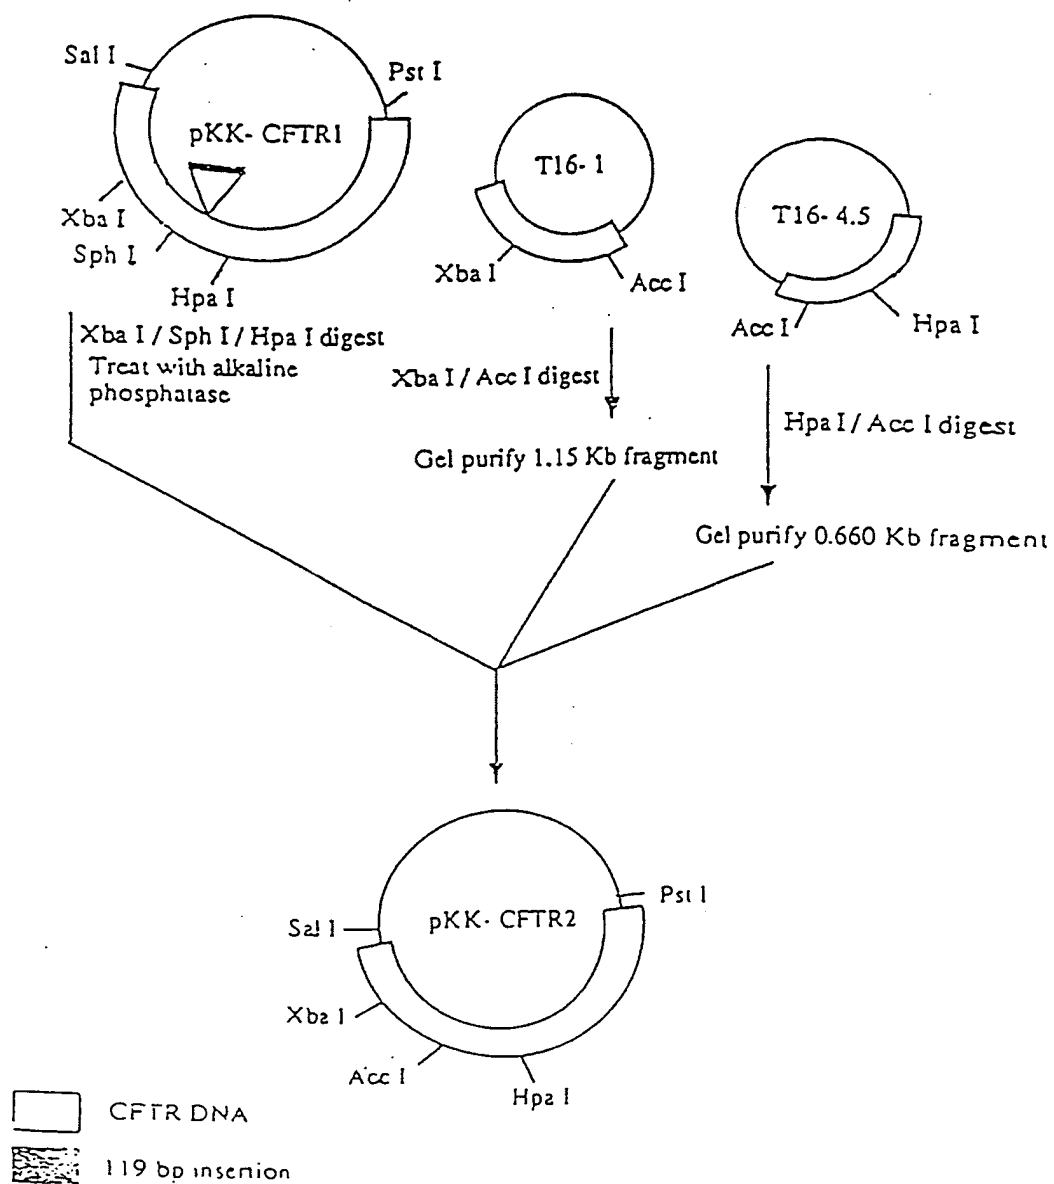 Sal I
Pst I
pKK- CFTR1
Xba I
Sph I
Hpa I
T16- 1
Xba I
Acc I
T16- 4.5
Acc I
Hpa I
Xba I / Sph I / Hpa I digest
Treat with alkaline
phosphatase
Xba I / Acc I digest
Hpa I / Acc I digest
Gel purify 1.15 Kb fragment
Gel purify 0.660 Kb fragment
Sal I
Pst I
pKK- CFTR2
Xba I
Acc I
Hpa I
CFTR DNA
119 bp insertion